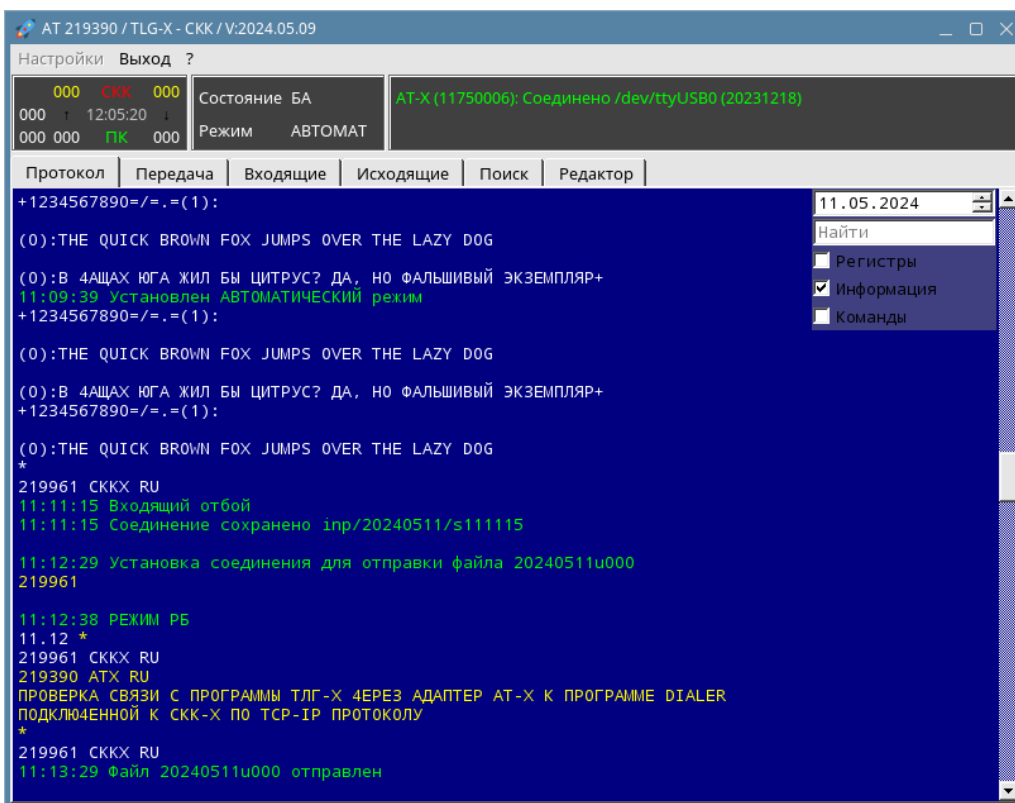 AT 219390 / TLG-X - СКК / V:2024.05.09
Настройки Выход ?
000 СКК 000
000 ↑ 12:05:20 ↓
000 000 ПК 000
Состояние БА
Режим АВТОМАТ
AT-X (11750006): Соединено /dev/ttyUSB0 (20231218)
Протокол Передача Входящие Исходящие Поиск Редактор
11.05.2024
Найти
Регистры
Информация
Команды
+1234567890=/=.=(1):
(0):THE QUICK BROWN FOX JUMPS OVER THE LAZY DOG
(0):В 4АЩАХ ЮГА ЖИЛ БЫ ЦИТРУС? ДА, НО ФАЛЬШИВЫЙ ЭКЗЕМПЛЯР+
11:09:39 Установлен АВТОМАТИЧЕСКИЙ режим
+1234567890=/=.=(1):
(0):THE QUICK BROWN FOX JUMPS OVER THE LAZY DOG
(0):В 4АЩАХ ЮГА ЖИЛ БЫ ЦИТРУС? ДА, НО ФАЛЬШИВЫЙ ЭКЗЕМПЛЯР+
+1234567890=/=.=(1):
(0):THE QUICK BROWN FOX JUMPS OVER THE LAZY DOG
*
219961 СККХ RU
11:11:15 Входящий отбой
11:11:15 Соединение сохранено inp/20240511/s111115
11:12:29 Установка соединения для отправки файла 20240511u000
219961
11:12:38 РЕЖИМ РБ
11.12 *
219961 СККХ RU
219390 ATX RU
ПРОВЕРКА СВЯЗИ С ПРОГРАММЫ ТЛГ-Х 4ЕРЕЗ АДАПТЕР АТ-Х К ПРОГРАММЕ DIALER
ПОДКЛЮ4ЕННОЙ К СКК-Х ПО TCP-IP ПРОТОКОЛУ
*
219961 СККХ RU
11:13:29 Файл 20240511u000 отправлен